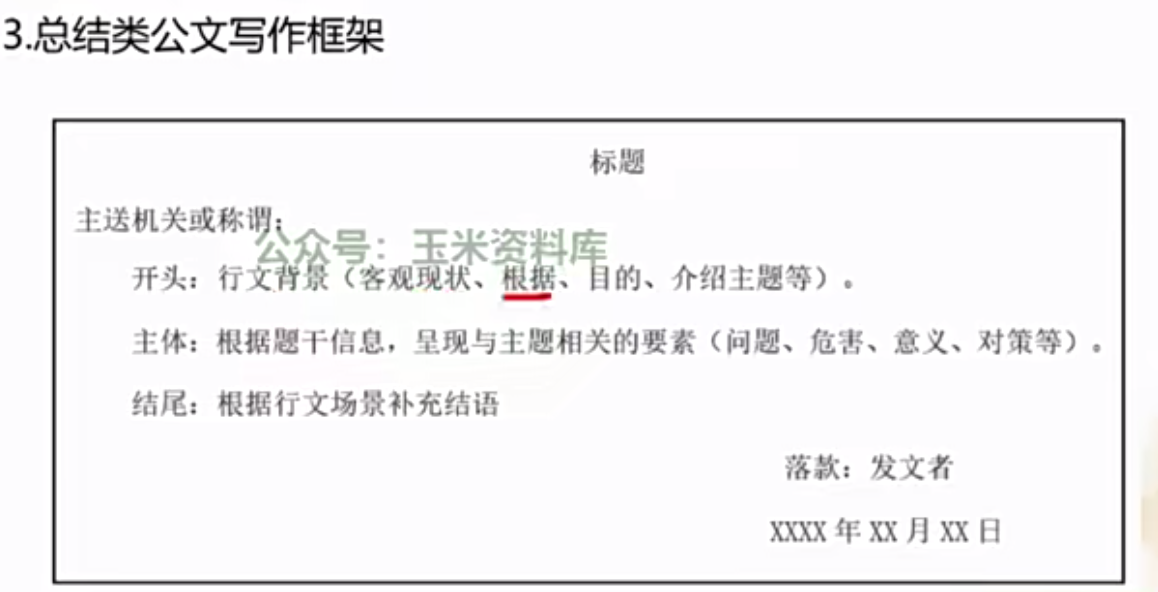 3.总结类公文写作框架
标题
主送机关或称谓：
公众号：玉米资料库
开头：行文背景（客观现状、根据、目的、介绍主题等）。
主体：根据题干信息，呈现与主题相关的要素（问题、危害、意义、对策等）。
结尾：根据行文场景补充结语
落款：发文者
XXXX 年 XX 月 XX 日